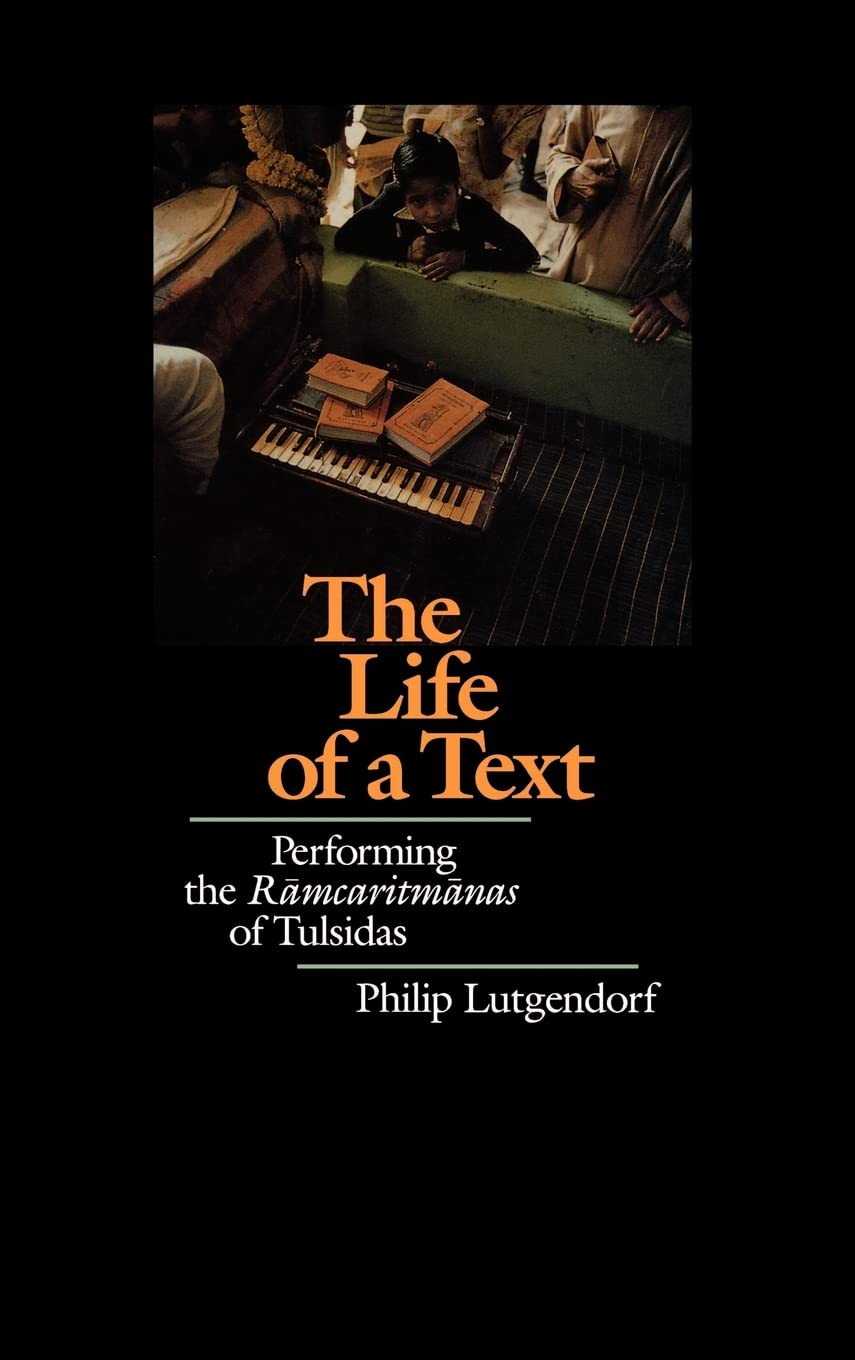 The
Life
of a Text
Performing
the Rāmcaritmānas
of Tulsidas
Philip Lutgendorf